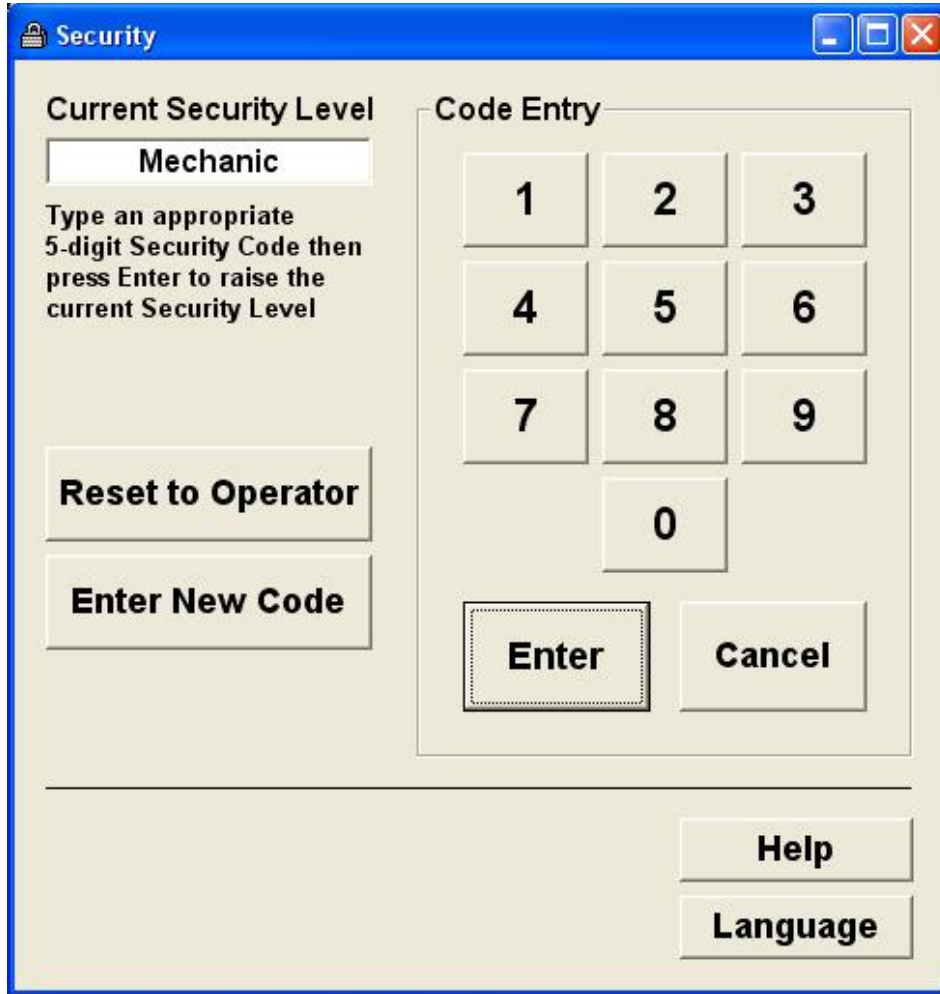 Security
Current Security Level
Mechanic
Type an appropriate
5-digit Security Code then
press Enter to raise the
current Security Level
Reset to Operator
Enter New Code
Code Entry
1 2 3
4 5 6
7 8 9
0
Enter Cancel
Help
Language